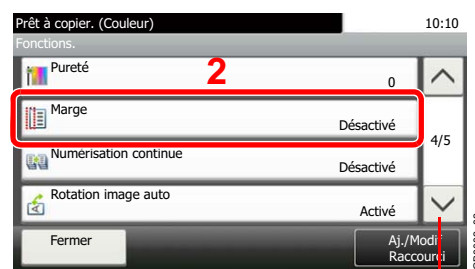 Prêt à copier. (Couleur) 10:10
Fonctions.
Pureté 0
2
Marge Désactivé
4/5
Numérisation continue Désactivé
Rotation image auto Activé
Fermer
Aj./Modif
Raccourci